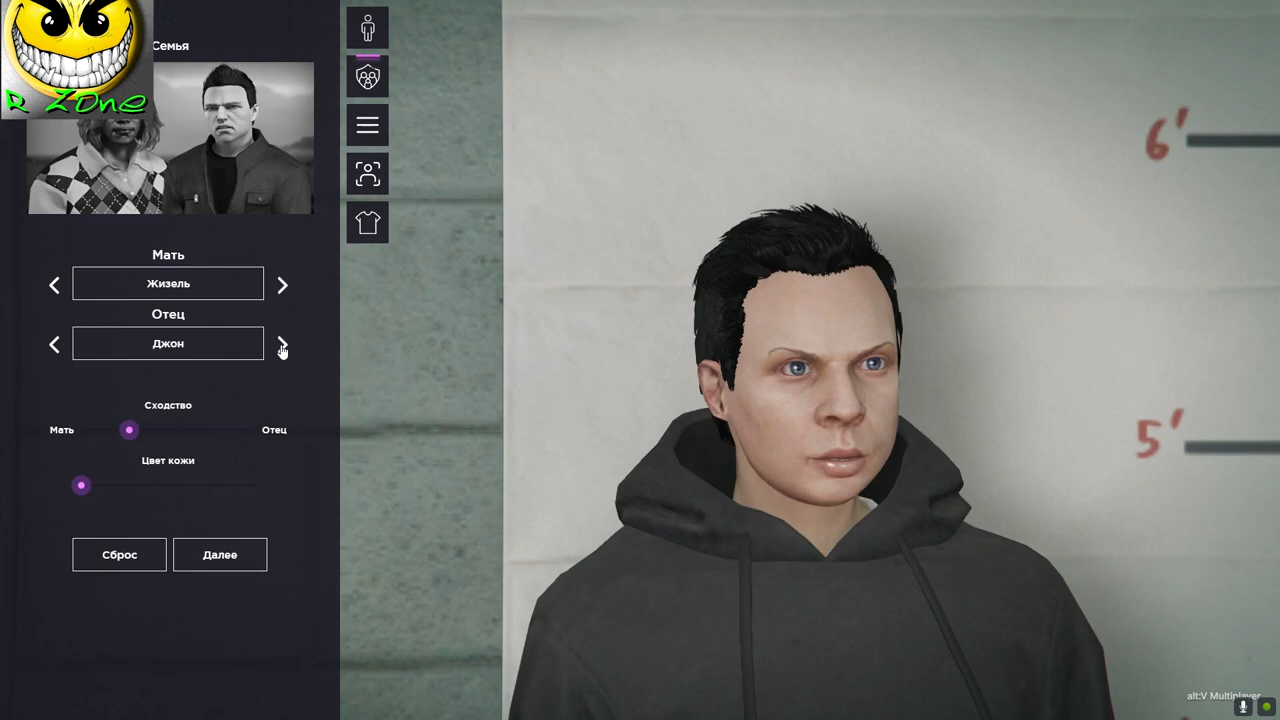 Семья
R Zone
Мать
Жизель
Отец
Джон
Сходство
Мать
Отец
Цвет кожи
Сброс
Далее
6'
5'
alt:V Multiplayer